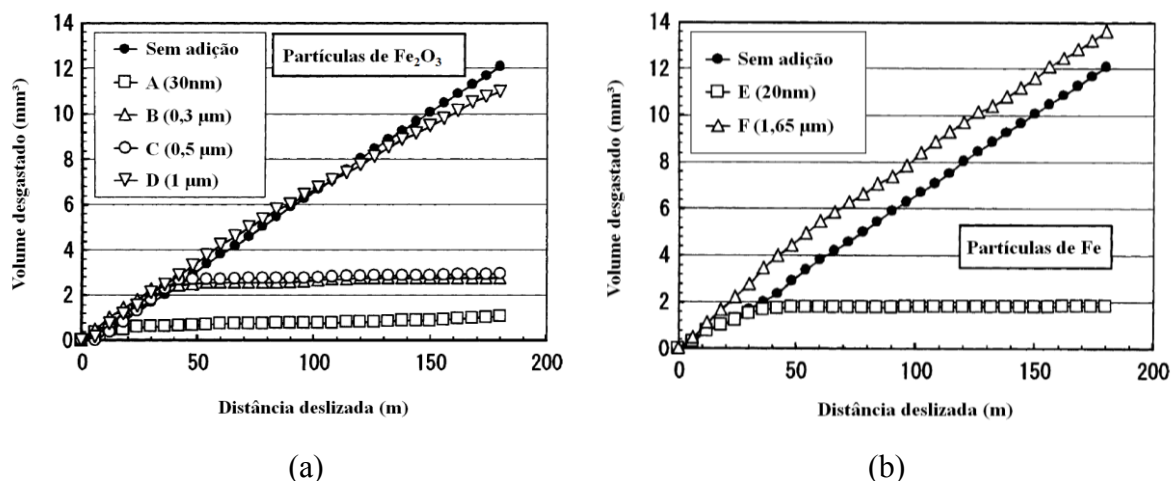 14
12
10
8
6
4
2
0
Volume desgastado (mm³)
Sem adição
A (30nm)
B (0,3 μm)
C (0,5 μm)
D (1 μm)
Partículas de Fe₂O₃
0 50 100 150 200
Distância deslizada (m)
(a)
14
12
10
8
6
4
2
0
Volume desgastado (mm³)
Sem adição
E (20nm)
F (1,65 μm)
Partículas de Fe
0 50 100 150 200
Distância deslizada (m)
(b)